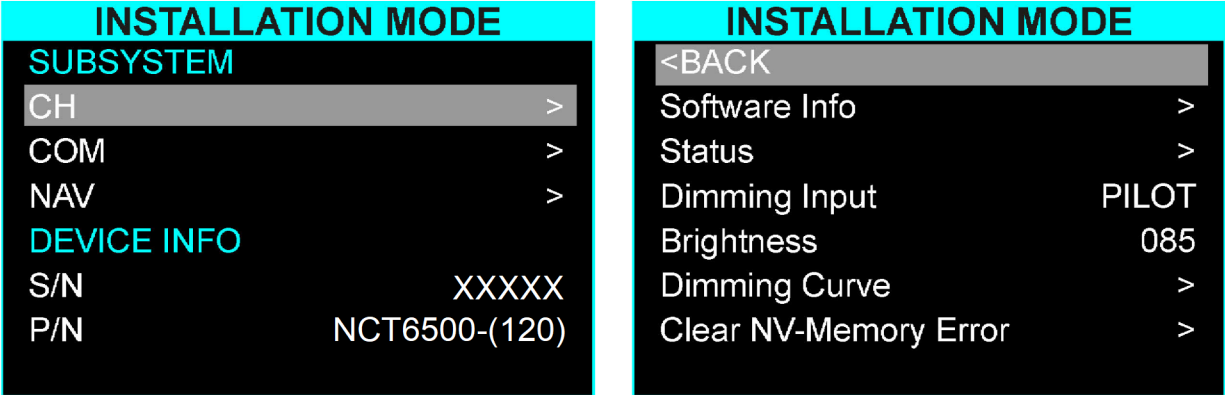 INSTALLATION MODE
SUBSYSTEM
CH >
COM >
NAV >
DEVICE INFO
S/N XXXXX
P/N NCT6500-(120)
INSTALLATION MODE
<BACK
Software Info >
Status >
Dimming Input PILOT
Brightness 085
Dimming Curve >
Clear NV-Memory Error >